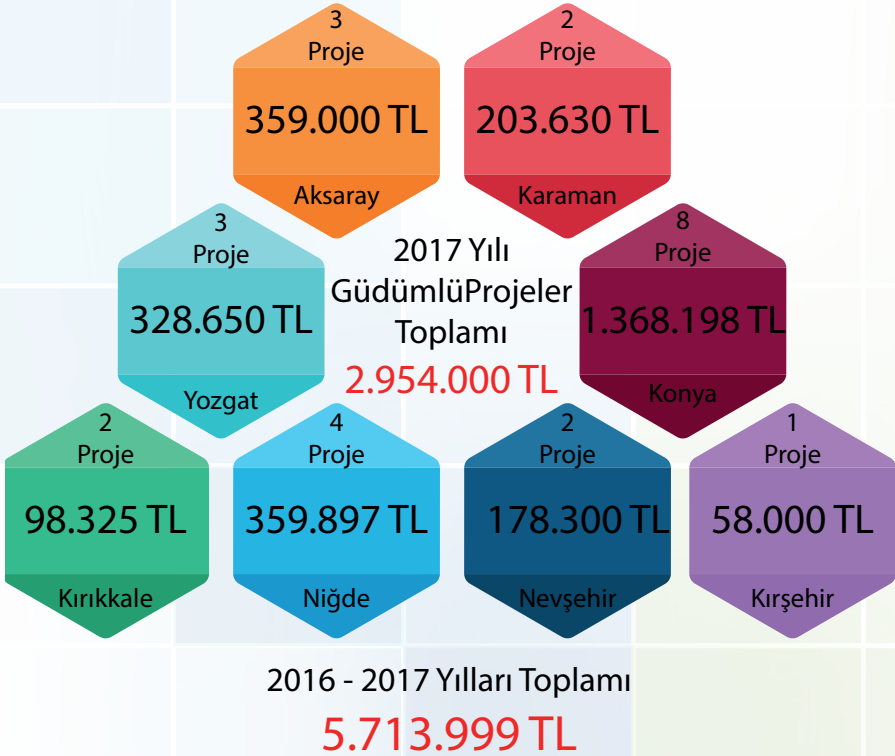 3
Proje
359.000 TL
Aksaray
2
Proje
203.630 TL
Karaman
3
Proje
328.650 TL
Yozgat
2017 Yılı
GüdümlüProjeler
Toplamı
2.954.000 TL
8
Proje
1.368.198 TL
Konya
2
Proje
98.325 TL
Kırıkkale
4
Proje
359.897 TL
Niğde
2
Proje
178.300 TL
Nevşehir
1
Proje
58.000 TL
Kırşehir
2016 - 2017 Yılları Toplamı
5.713.999 TL